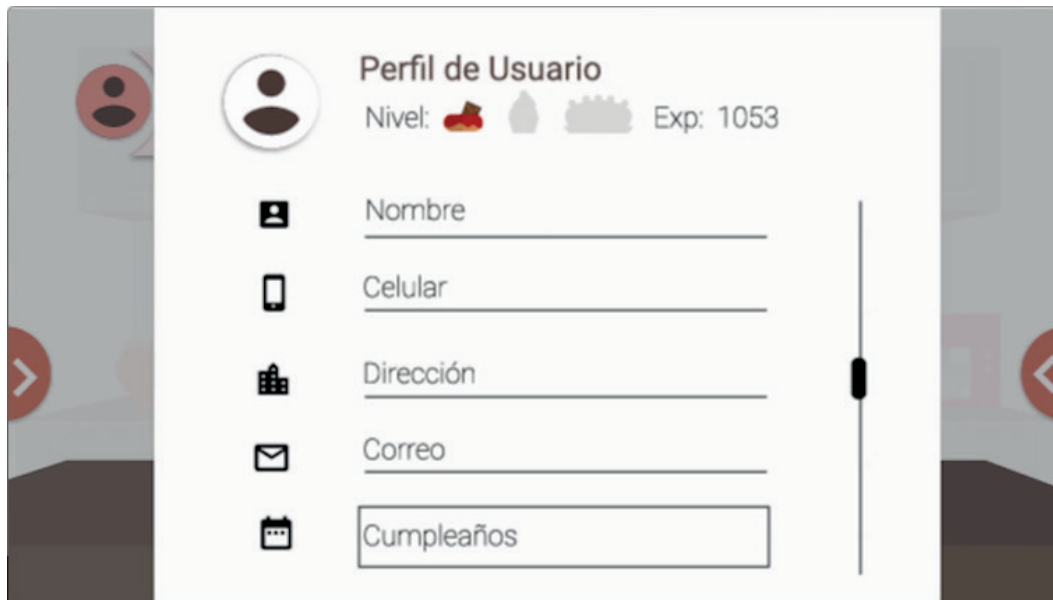 Perfil de Usuario
Nivel: Exp: 1053
Nombre
Celular
Dirección
Correo
Cumpleaños